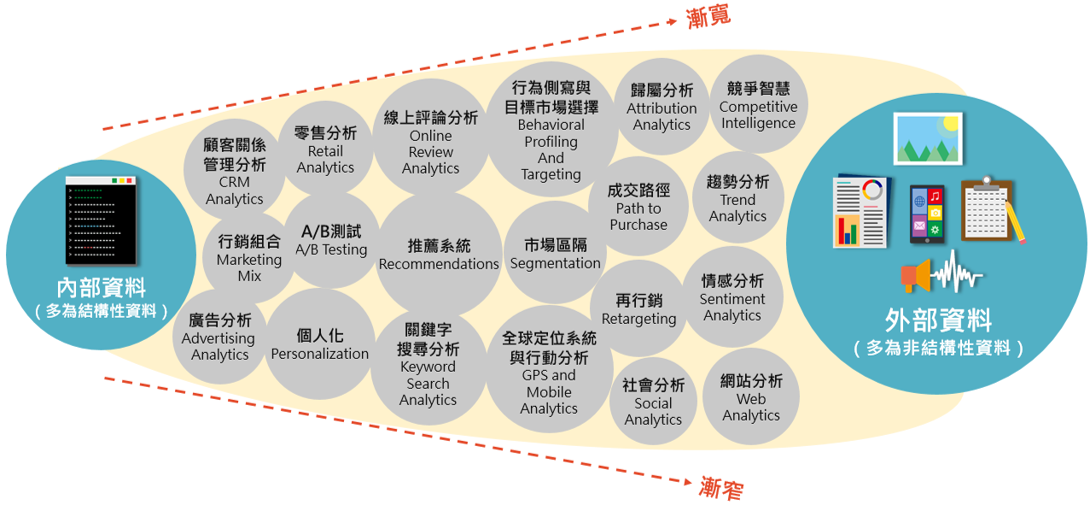 漸寬
內部資料
(多為結構性資料)
顧客關係
管理分析
CRM
Analytics
行銷組合
Marketing
Mix
廣告分析
Advertising
Analytics
零售分析
Retail
Analytics
A/B測試
A/B Testing
個人化
Personalization
線上評論分析
Online
Review
Analytics
推薦系統
Recommendations
關鍵字
搜尋分析
Keyword
Search
Analytics
行為側寫與
目標市場選擇
Behavioral
Profiling
And
Targeting
市場區隔
Segmentation
全球定位系統
與行動分析
GPS and
Mobile
Analytics
歸屬分析
Attribution
Analytics
成交路徑
Path to
Purchase
再行銷
Retargeting
社會分析
Social
Analytics
競爭智慧
Competitive
Intelligence
趨勢分析
Trend
Analytics
情感分析
Sentiment
Analytics
網站分析
Web
Analytics
外部資料
(多為非結構性資料)
漸窄